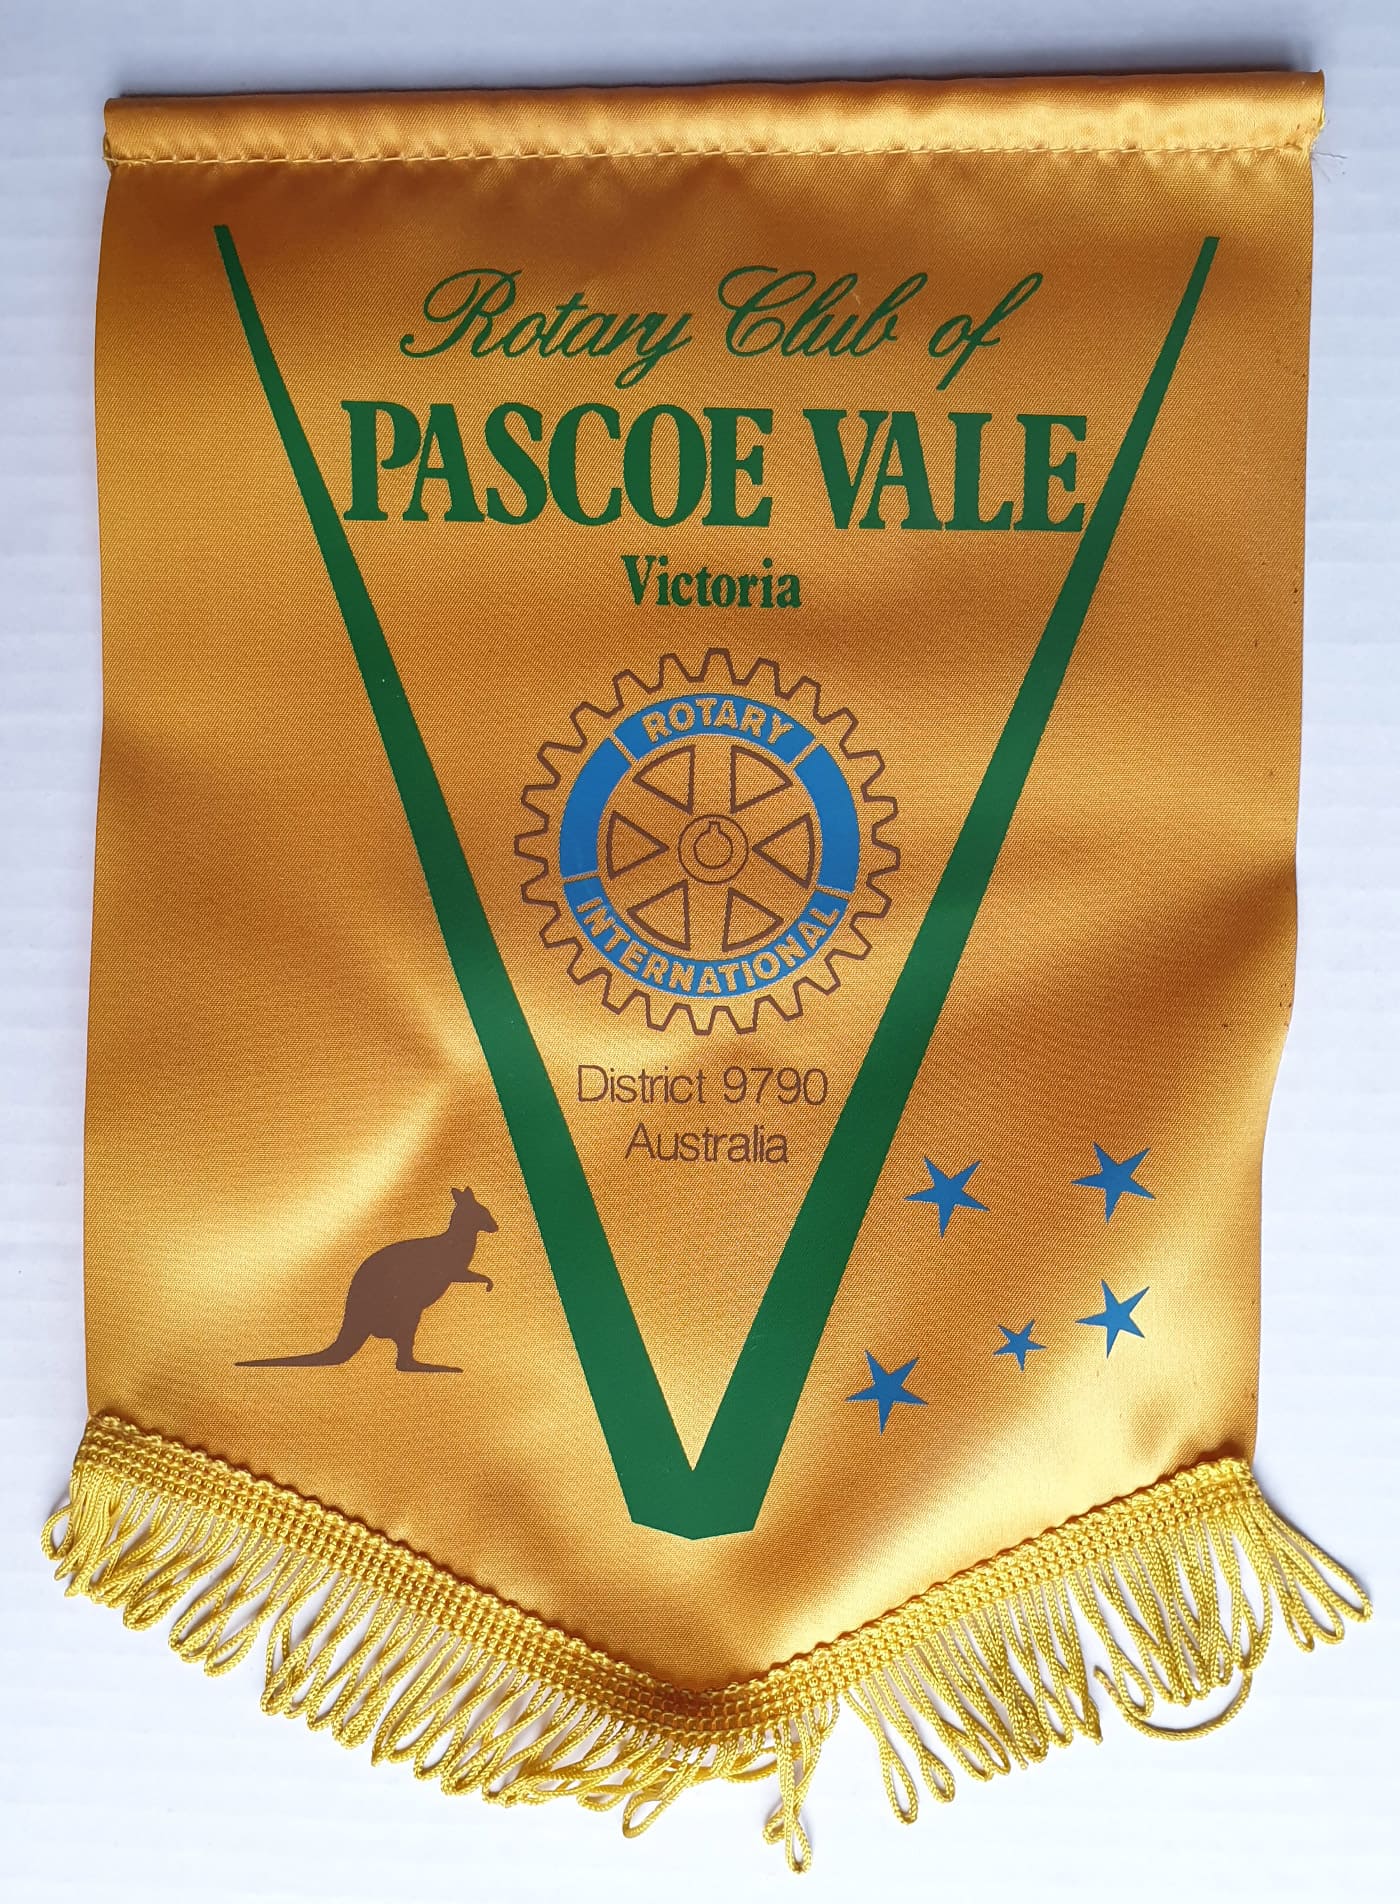 Rotary Club of
PASCOE VALE
Victoria
ROTARY
INTERNATIONAL
District 9790
Australia